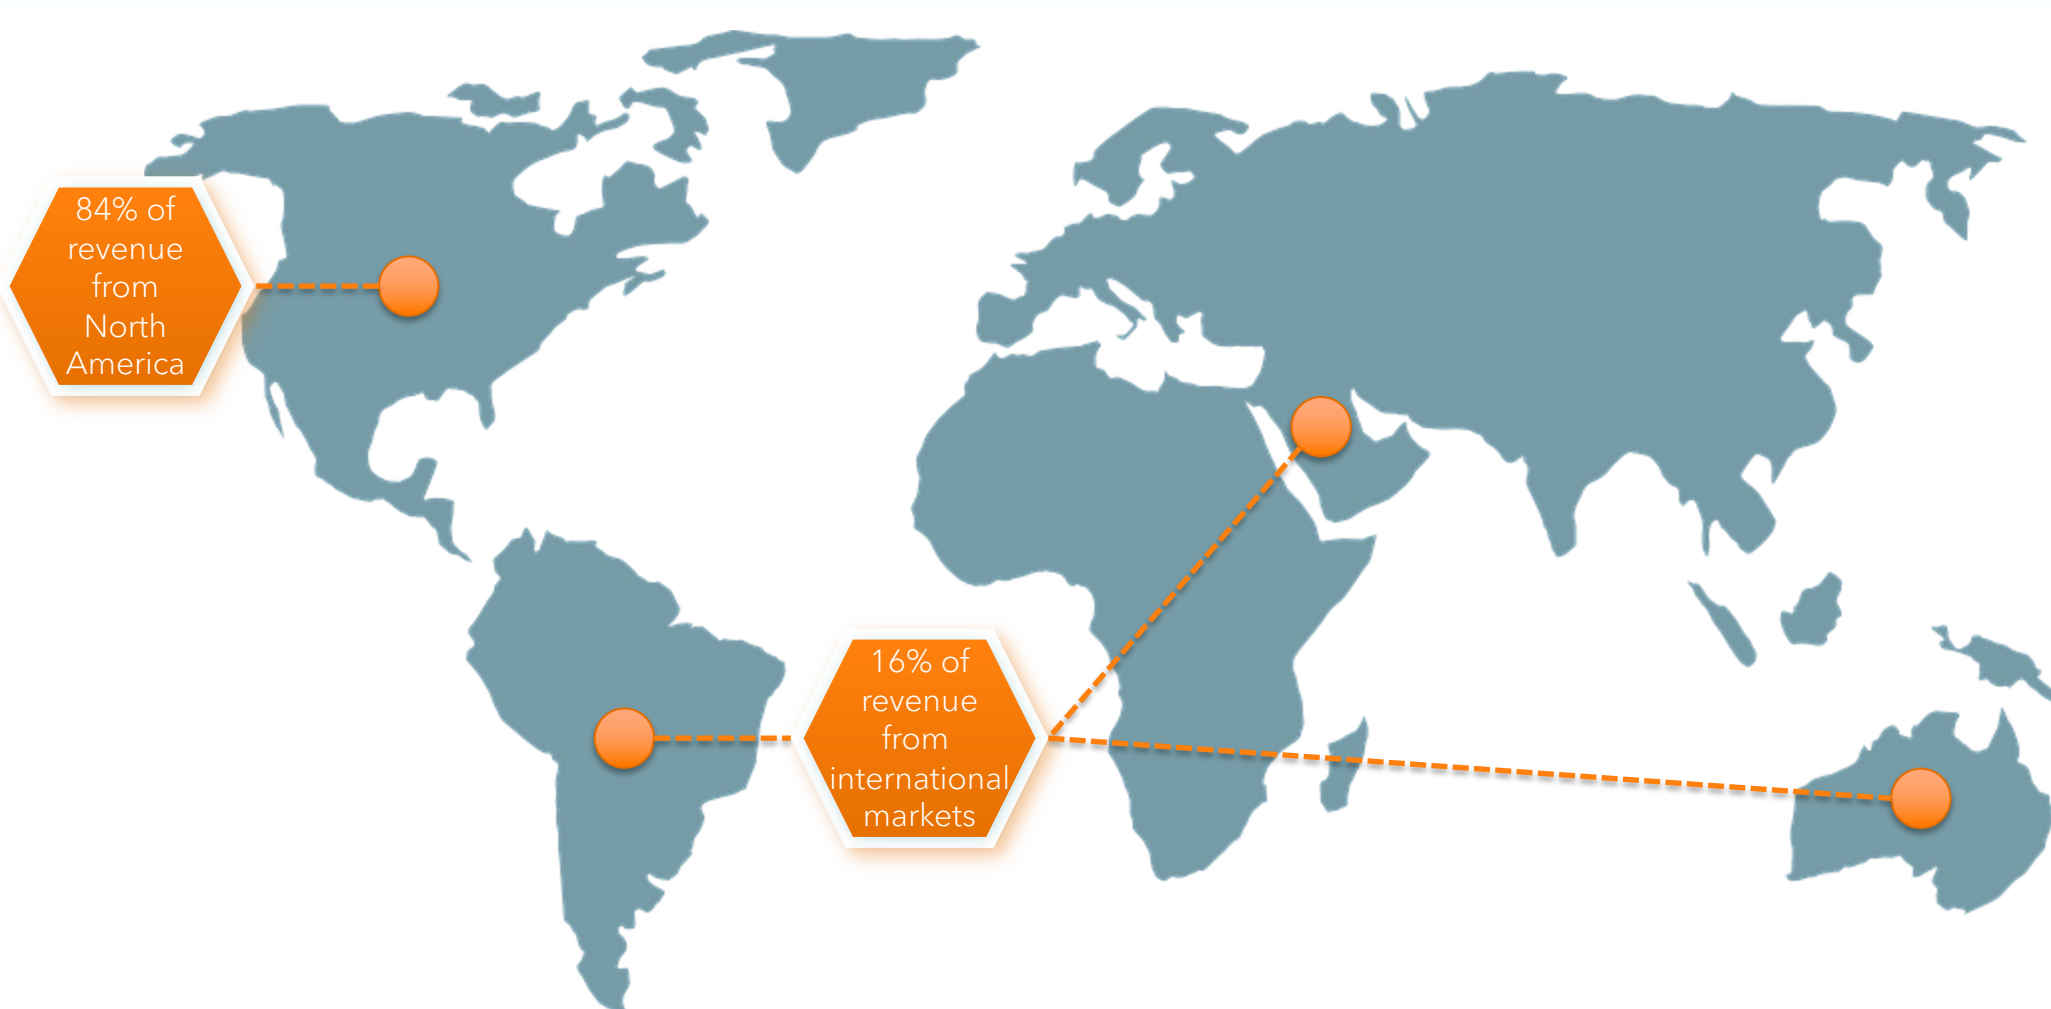 84% of
revenue
from
North
America
16% of
revenue
from
international
markets